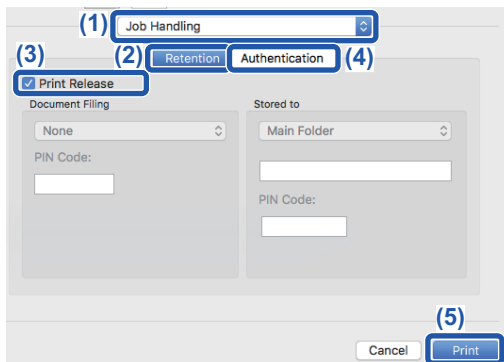 (1) Job Handling
(3) (2) Retention Authentication (4)
Print Release
Document Filing Stored to
None Main Folder
PIN Code:
PIN Code:
(5)
Cancel Print